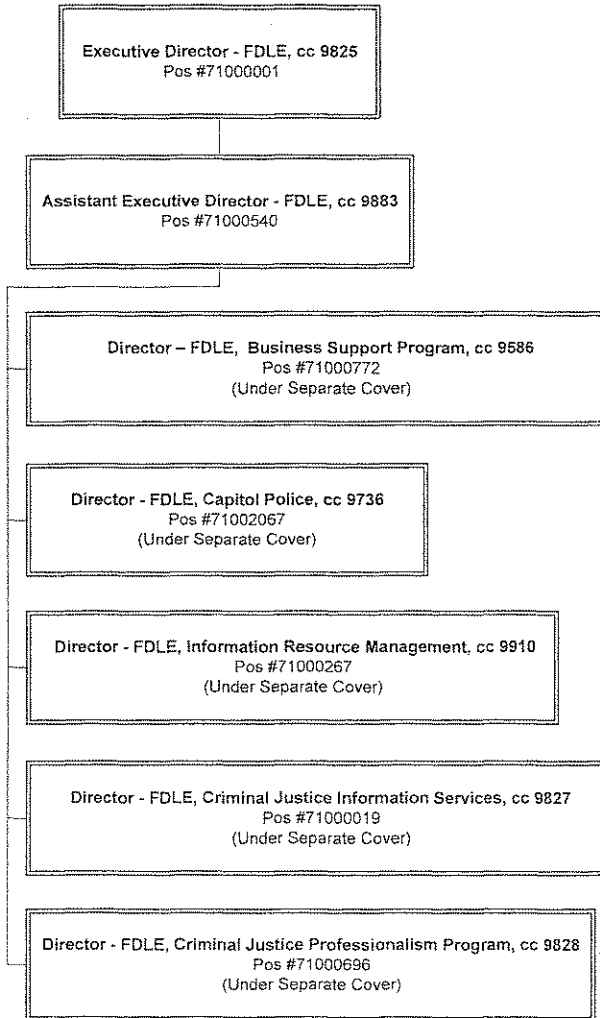 Executive Director - FDLE, cc 9825
Pos #71000001
Assistant Executive Director - FDLE, cc 9883
Pos #71000540
Director – FDLE, Business Support Program, cc 9586
Pos #71000772
(Under Separate Cover)
Director - FDLE, Capitol Police, cc 9736
Pos #71002067
(Under Separate Cover)
Director - FDLE, Information Resource Management, cc 9910
Pos #71000267
(Under Separate Cover)
Director - FDLE, Criminal Justice Information Services, cc 9827
Pos #71000019
(Under Separate Cover)
Director - FDLE, Criminal Justice Professionalism Program, cc 9828
Pos #71000696
(Under Separate Cover)